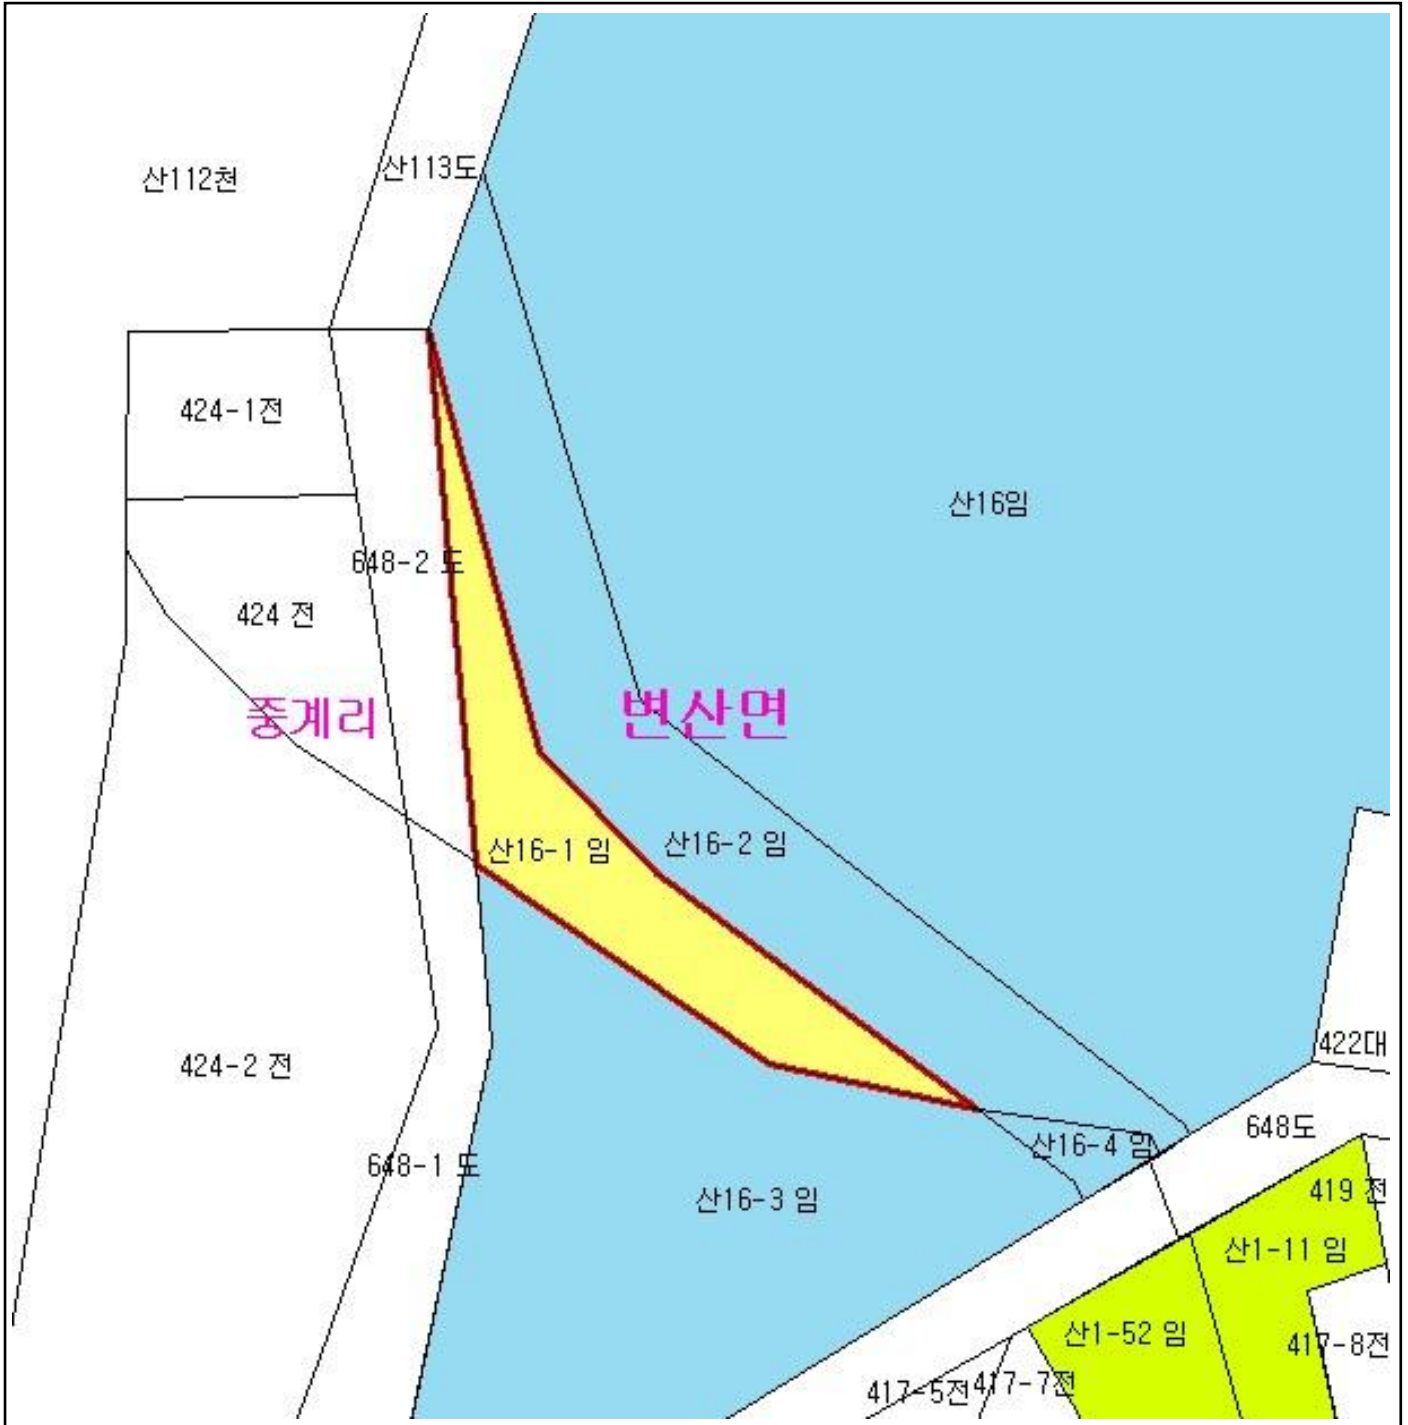 산113도
산112천
424-1전
산16임
648-2 도
424 전
중계리
변산면
산16-1 임
산16-2 임
422대
424-2 전
648도
산16-4 임
648-1 도
419 전
산16-3 임
산1-11 임
산1-52 임
417-8전
417-5전
417-7전